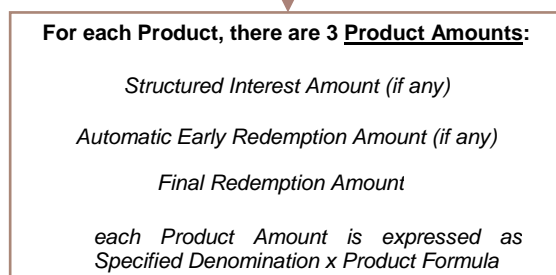 For each Product, there are 3 Product Amounts:
Structured Interest Amount (if any)
Automatic Early Redemption Amount (if any)
Final Redemption Amount
each Product Amount is expressed as
Specified Denomination x Product Formula